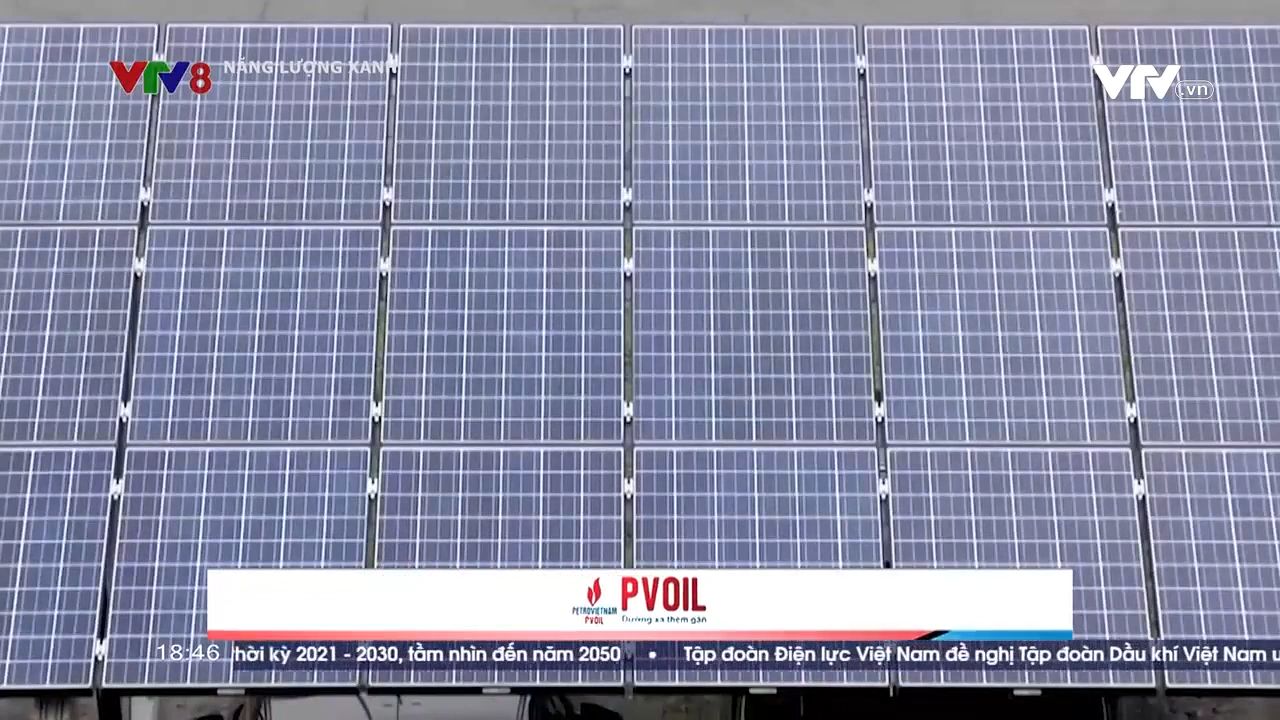 VTV8 NĂNG LƯỢNG XANH
VTV.vn
PETROVIETNAM
PVOIL
PVOIL
Đường xa thêm gần
18:46 hời kỳ 2021 - 2030, tầm nhìn đến năm 2050 • Tập đoàn Điện lực Việt Nam đề nghị Tập đoàn Dầu khí Việt Nam